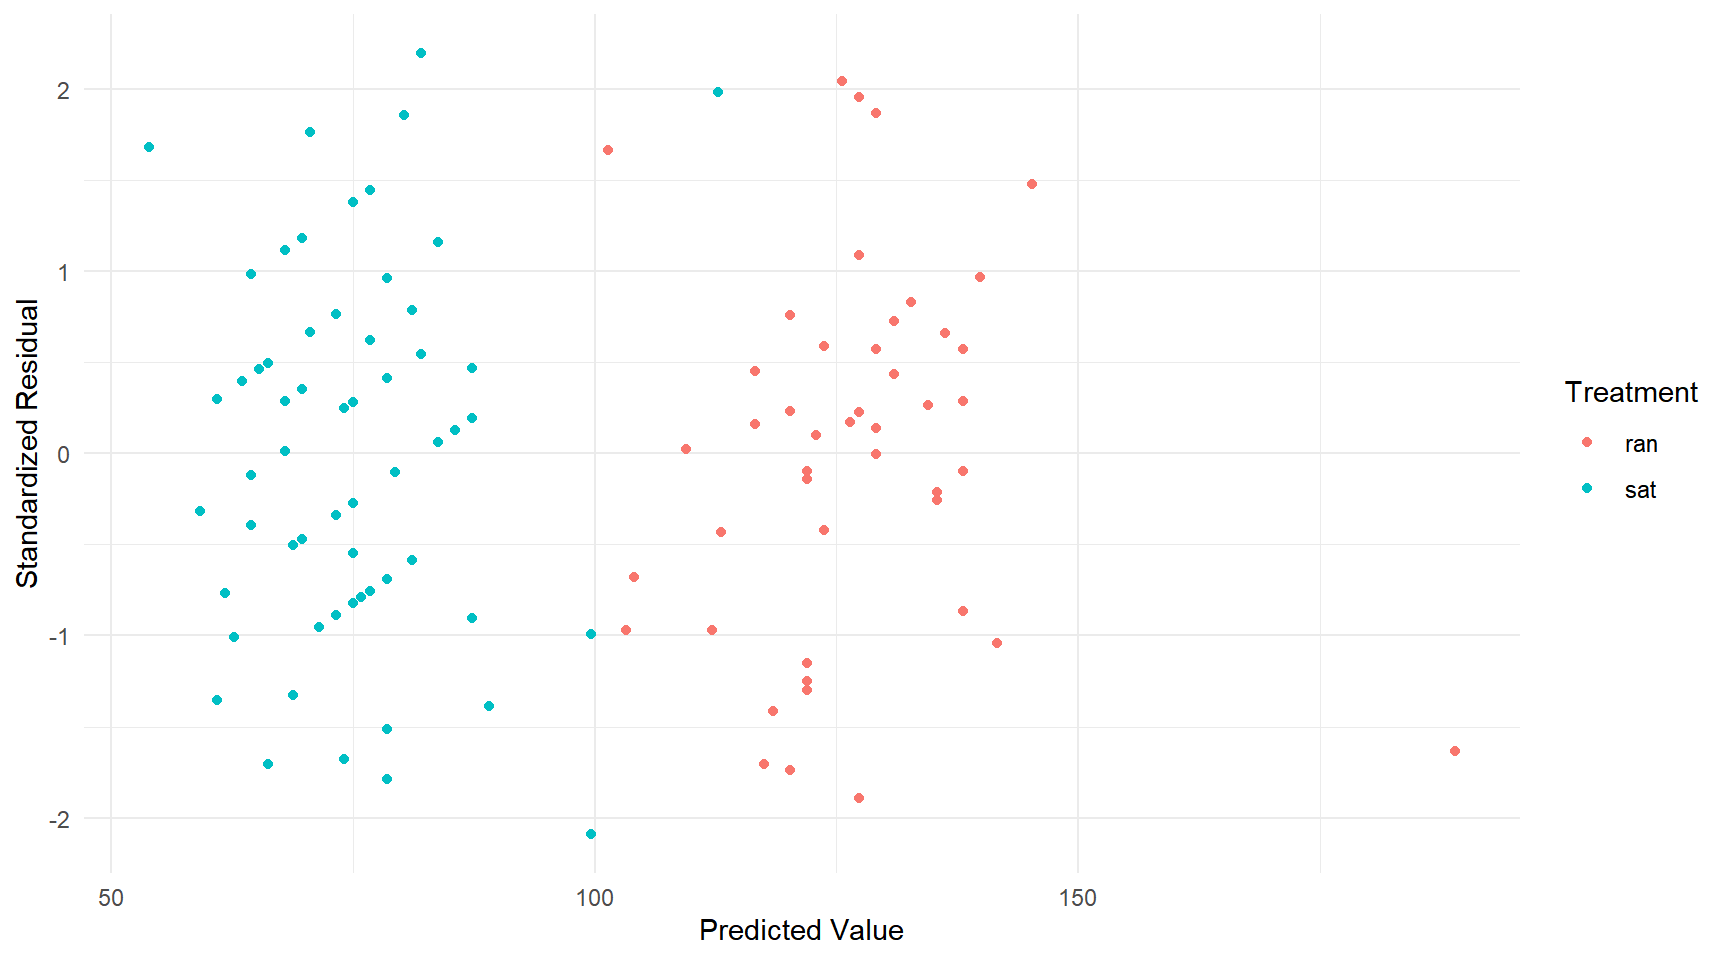 2
1
0
-1
-2
Standardized Residual
50
100
150
Predicted Value
Treatment
ran
sat